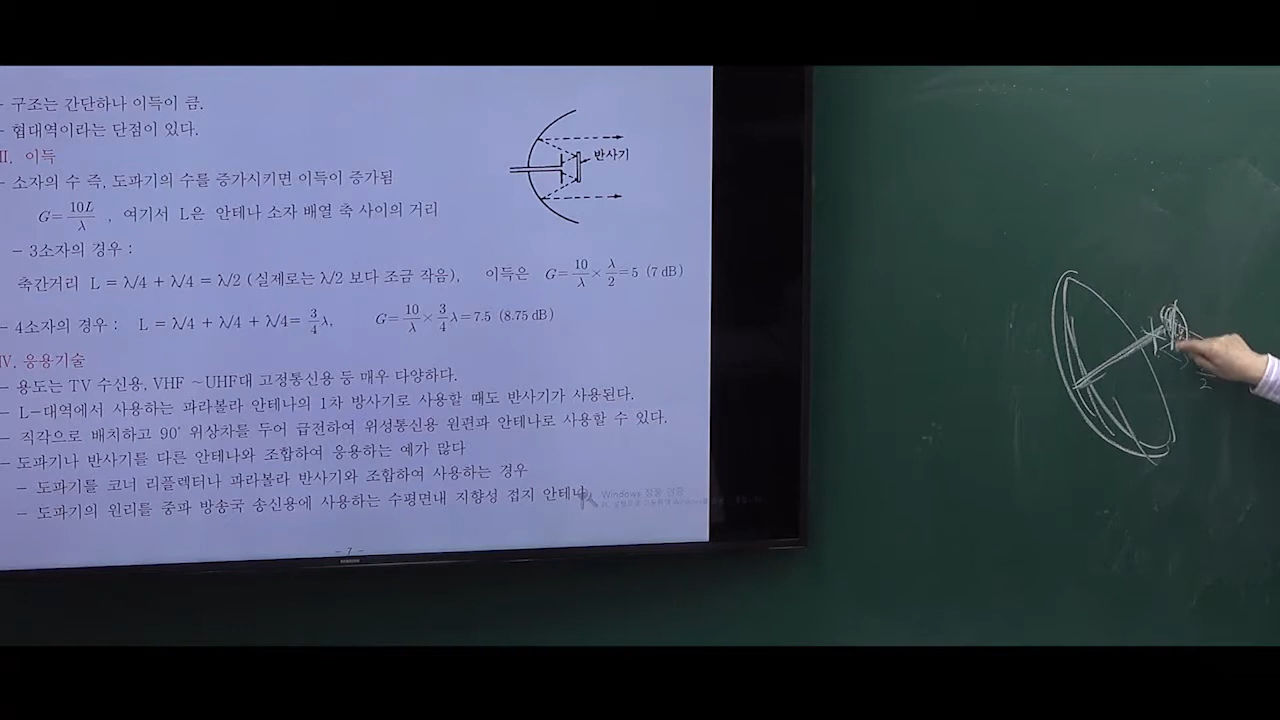 - 구조는 간단하나 이득이 큼.
- 협대역이라는 단점이 있다.
Ⅲ. 이득
- 소자의 수 즉, 도파기의 수를 증가시키면 이득이 증가됨
G=10L/λ , 여기서 L은 안테나 소자 배열 축 사이의 거리
반사기
- 3소자의 경우 :
축간거리 L = λ/4 + λ/4 = λ/2 (실제로는 λ/2 보다 조금 작음), 이득은 G=10/λ×λ/2=5 (7 dB)
- 4소자의 경우 : L = λ/4 + λ/4 + λ/4= 3/4λ, G=10/λ×3/4λ=7.5 (8.75 dB)
Ⅳ. 응용기술
- 용도는 TV 수신용, VHF ~UHF대 고정통신용 등 매우 다양하다.
- L-대역에서 사용하는 파라볼라 안테나의 1차 방사기로 사용할 때도 반사기가 사용된다.
- 직각으로 배치하고 90° 위상차를 두어 급전하여 위성통신용 원편파 안테나로 사용할 수 있다.
- 도파기나 반사기를 다른 안테나와 조합하여 응용하는 예가 많다
- 도파기를 코너 리플렉터나 파라볼라 반사기와 조합하여 사용하는 경우
- 도파기의 원리를 중파 방송국 송신용에 사용하는 수평면내 지향성 접지 안테나
Windows 정품 인증
- 7 -
SAMSUNG
2